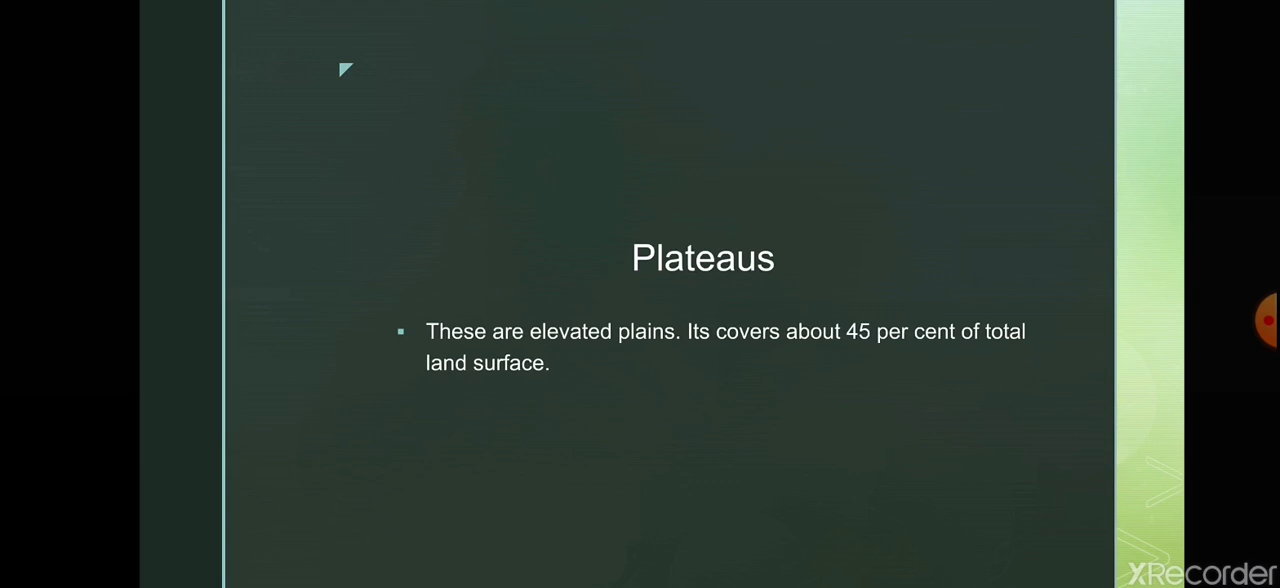 Plateaus
▪ These are elevated plains. Its covers about 45 per cent of total
land surface.
XRecorder